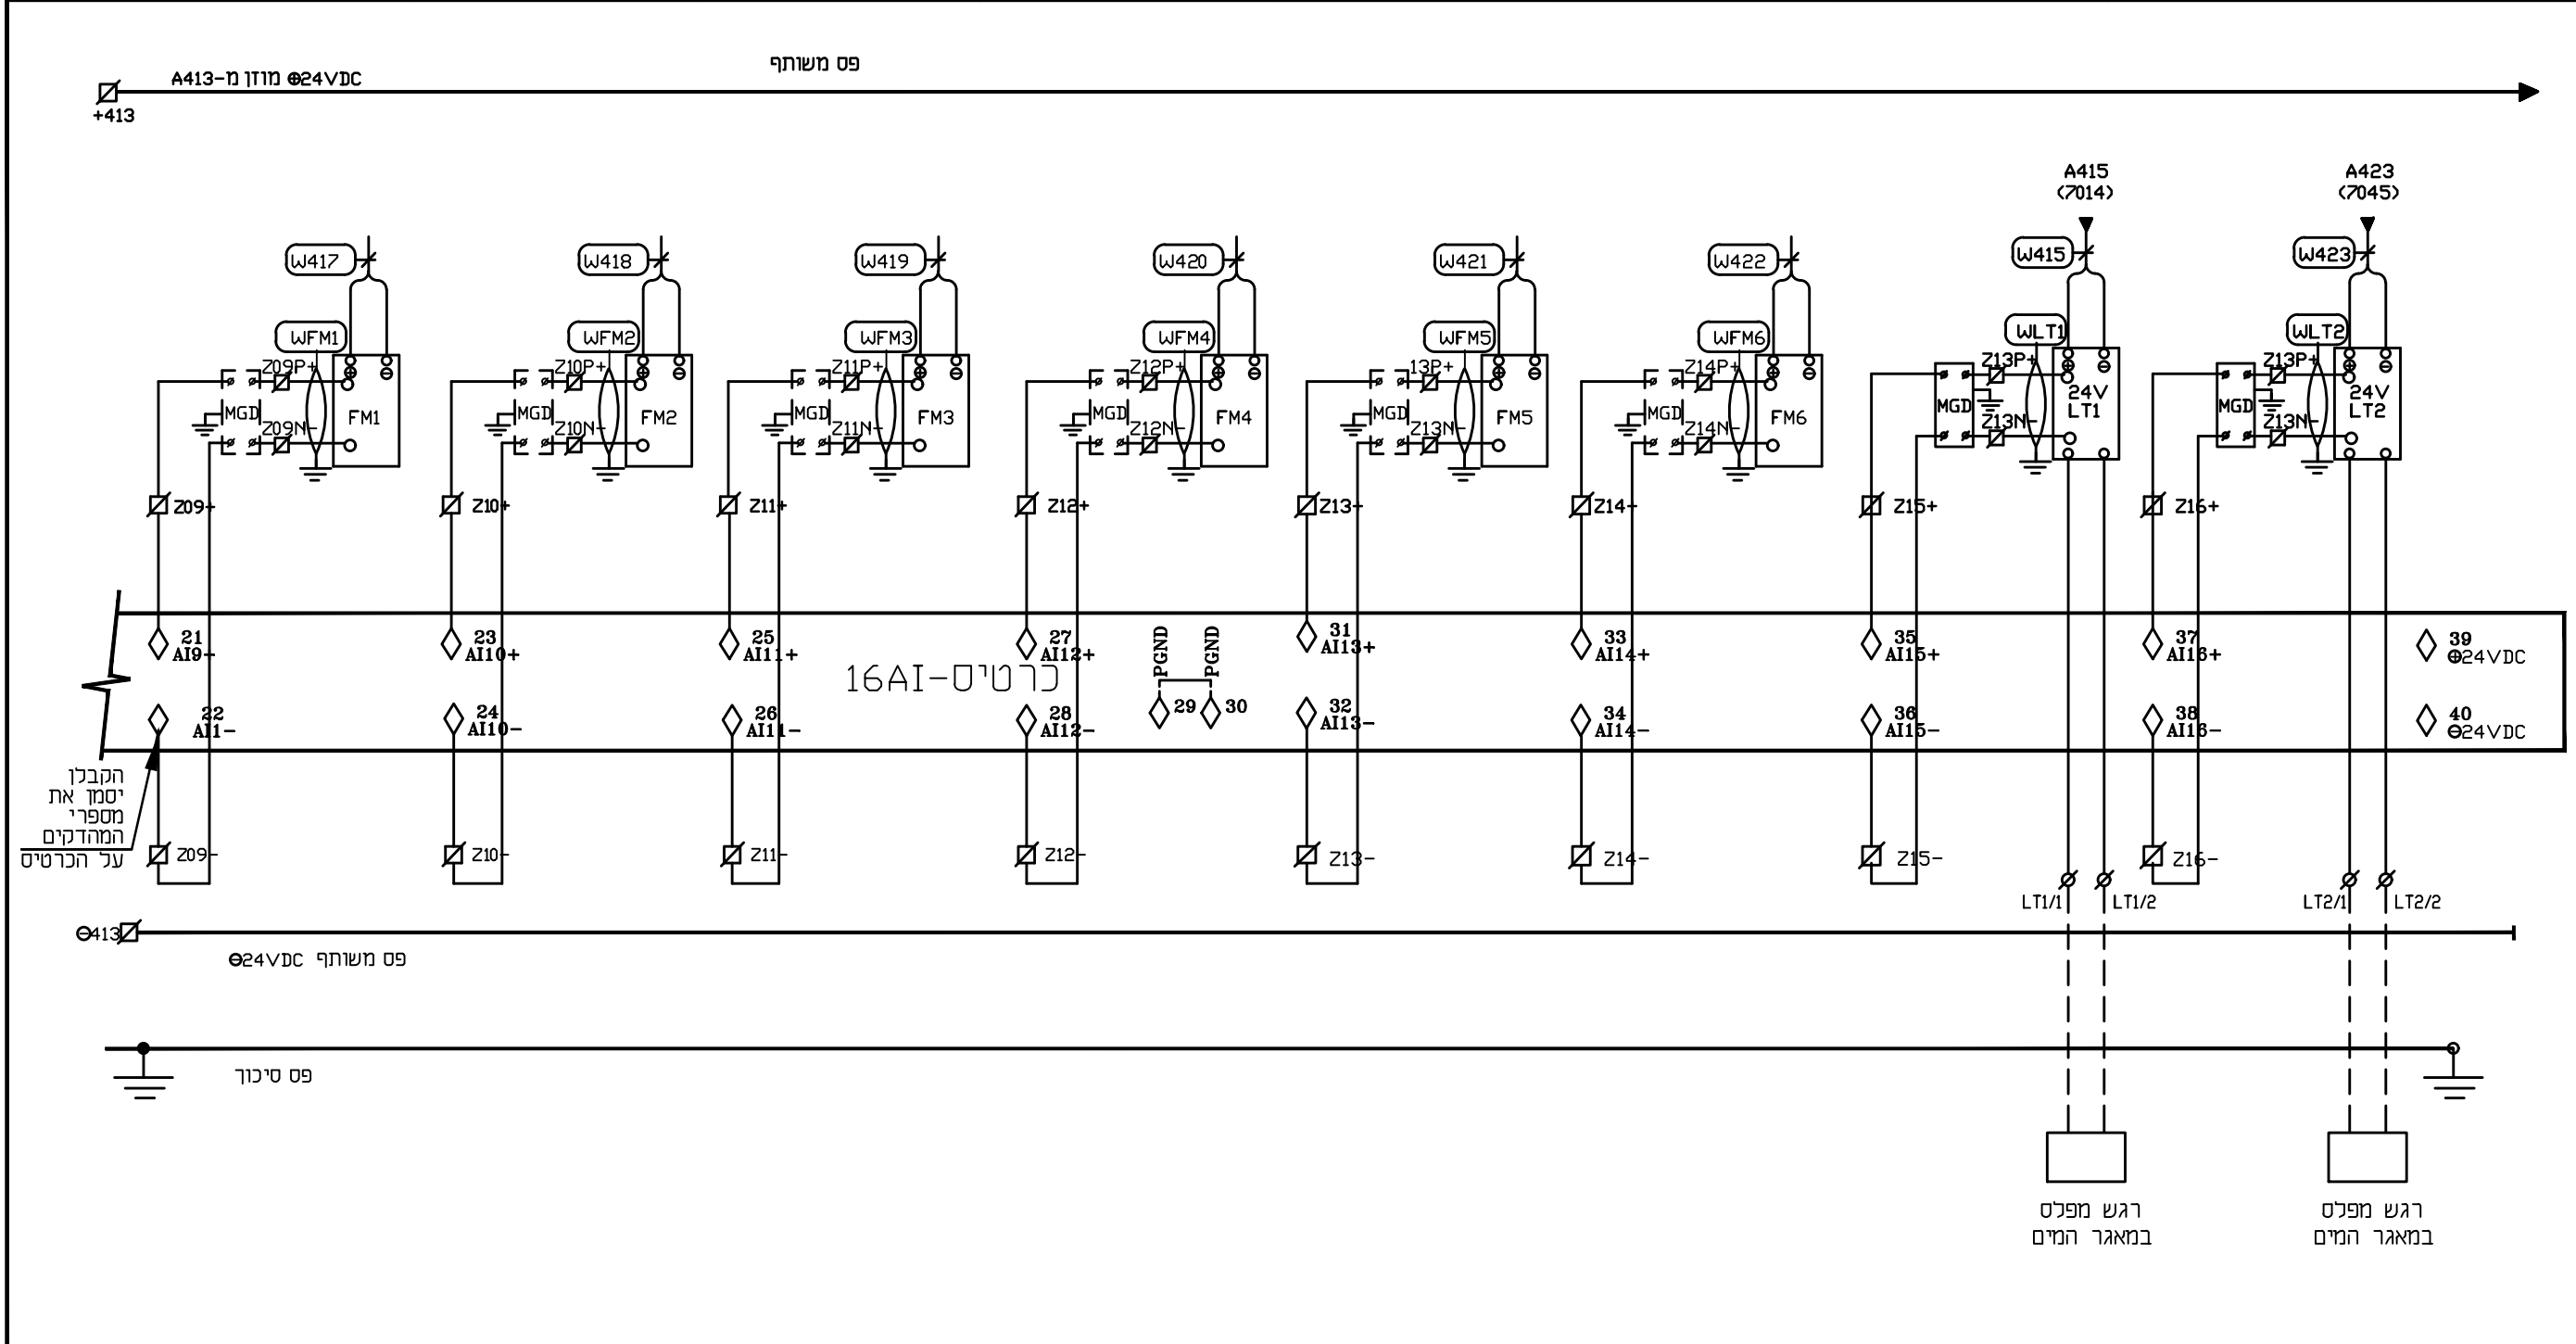 פס משותף
A413-מוזן מ ⊕24VDC
+413
A415
(7014)
A423
(7045)
W417
W418
W419
W420
W421
W422
W415
W423
WFM1
WFM2
WFM3
WFM4
WFM5
WFM6
WLT1
WLT2
Z09P+
Z10P+
Z11P+
Z12P+
13P+
Z14P+
Z13P+
Z13P+
⊕ ⊖
⊕ ⊖
⊕ ⊖
⊕ ⊖
⊕ ⊖
⊕ ⊖
⊕ ⊖
⊕ ⊖
MGD
FM1
MGD
FM2
MGD
FM3
MGD
FM4
MGD
FM5
MGD
FM6
MGD
24V
LT1
MGD
24V
LT2
Z09N-
Z10N-
Z11N-
Z12N-
Z13N-
Z14N-
Z13N-
Z13N-
Z09+
Z10+
Z11+
Z12+
Z13+
Z14+
Z15+
Z16+
21
AI9+
23
AI10+
25
AI11+
27
AI12+
PGND
PGND
31
AI13+
33
AI14+
35
AI15+
37
AI16+
39
⊕24VDC
כרטיס-16AI
22
AI1-
24
AI10-
26
AI11-
28
AI12-
29
30
32
AI13-
34
AI14-
36
AI15-
38
AI16-
40
⊖24VDC
הקבלן
יסמן את
מספרי
המהדקים
על הכרטיס
Z09-
Z10-
Z11-
Z12-
Z13-
Z14-
Z15-
Z16-
LT1/1
LT1/2
LT2/1
LT2/2
⊖413
⊖24VDC פס משותף
פס סיכוך
רגש מפלס
במאגר המים
רגש מפלס
במאגר המים